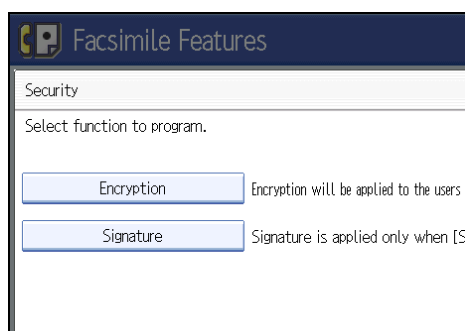 Facsimile Features
Security
Select function to program.
Encryption Encryption will be applied to the users
Signature Signature is applied only when [S